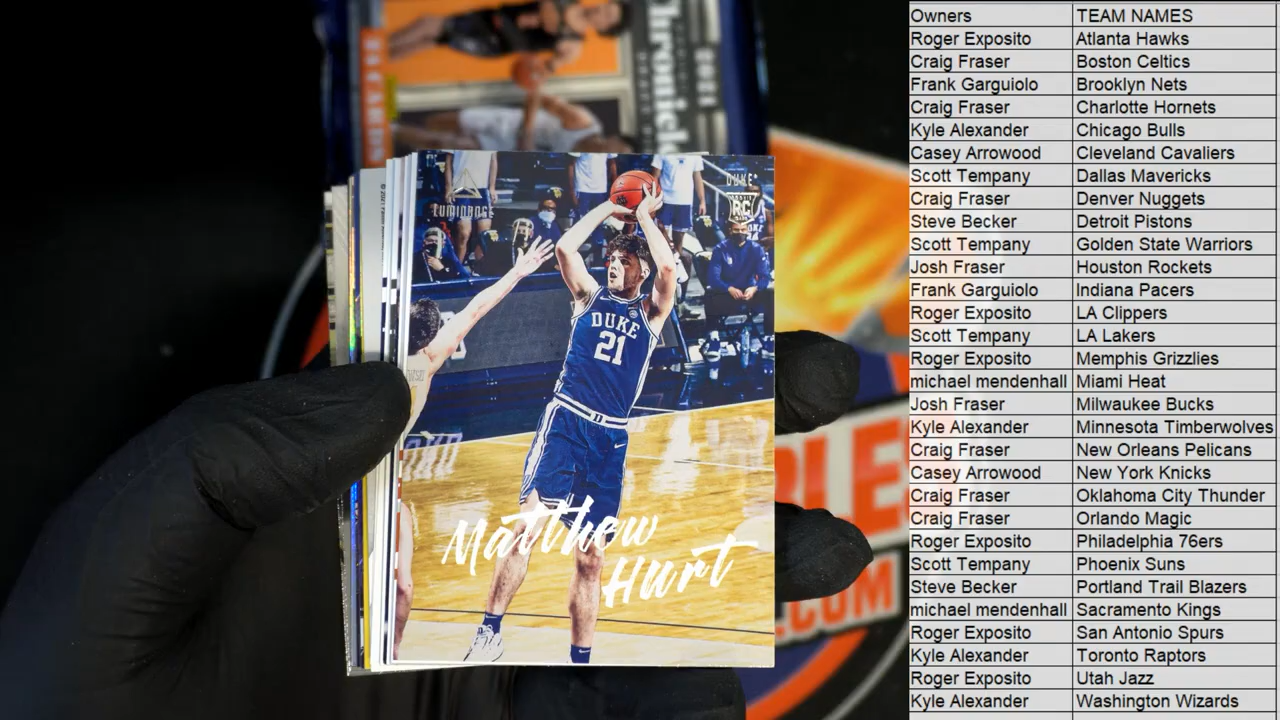 Chronicles
2021
LUMINANCE
DUKE
RC
DUKE
21
Matthew
Hurt
PLES
.COM
Owners TEAM NAMES
Roger Exposito Atlanta Hawks
Craig Fraser Boston Celtics
Frank Garguiolo Brooklyn Nets
Craig Fraser Charlotte Hornets
Kyle Alexander Chicago Bulls
Casey Arrowood Cleveland Cavaliers
Scott Tempany Dallas Mavericks
Craig Fraser Denver Nuggets
Steve Becker Detroit Pistons
Scott Tempany Golden State Warriors
Josh Fraser Houston Rockets
Frank Garguiolo Indiana Pacers
Roger Exposito LA Clippers
Scott Tempany LA Lakers
Roger Exposito Memphis Grizzlies
michael mendenhall Miami Heat
Josh Fraser Milwaukee Bucks
Kyle Alexander Minnesota Timberwolves
Craig Fraser New Orleans Pelicans
Casey Arrowood New York Knicks
Craig Fraser Oklahoma City Thunder
Craig Fraser Orlando Magic
Roger Exposito Philadelphia 76ers
Scott Tempany Phoenix Suns
Steve Becker Portland Trail Blazers
michael mendenhall Sacramento Kings
Roger Exposito San Antonio Spurs
Kyle Alexander Toronto Raptors
Roger Exposito Utah Jazz
Kyle Alexander Washington Wizards